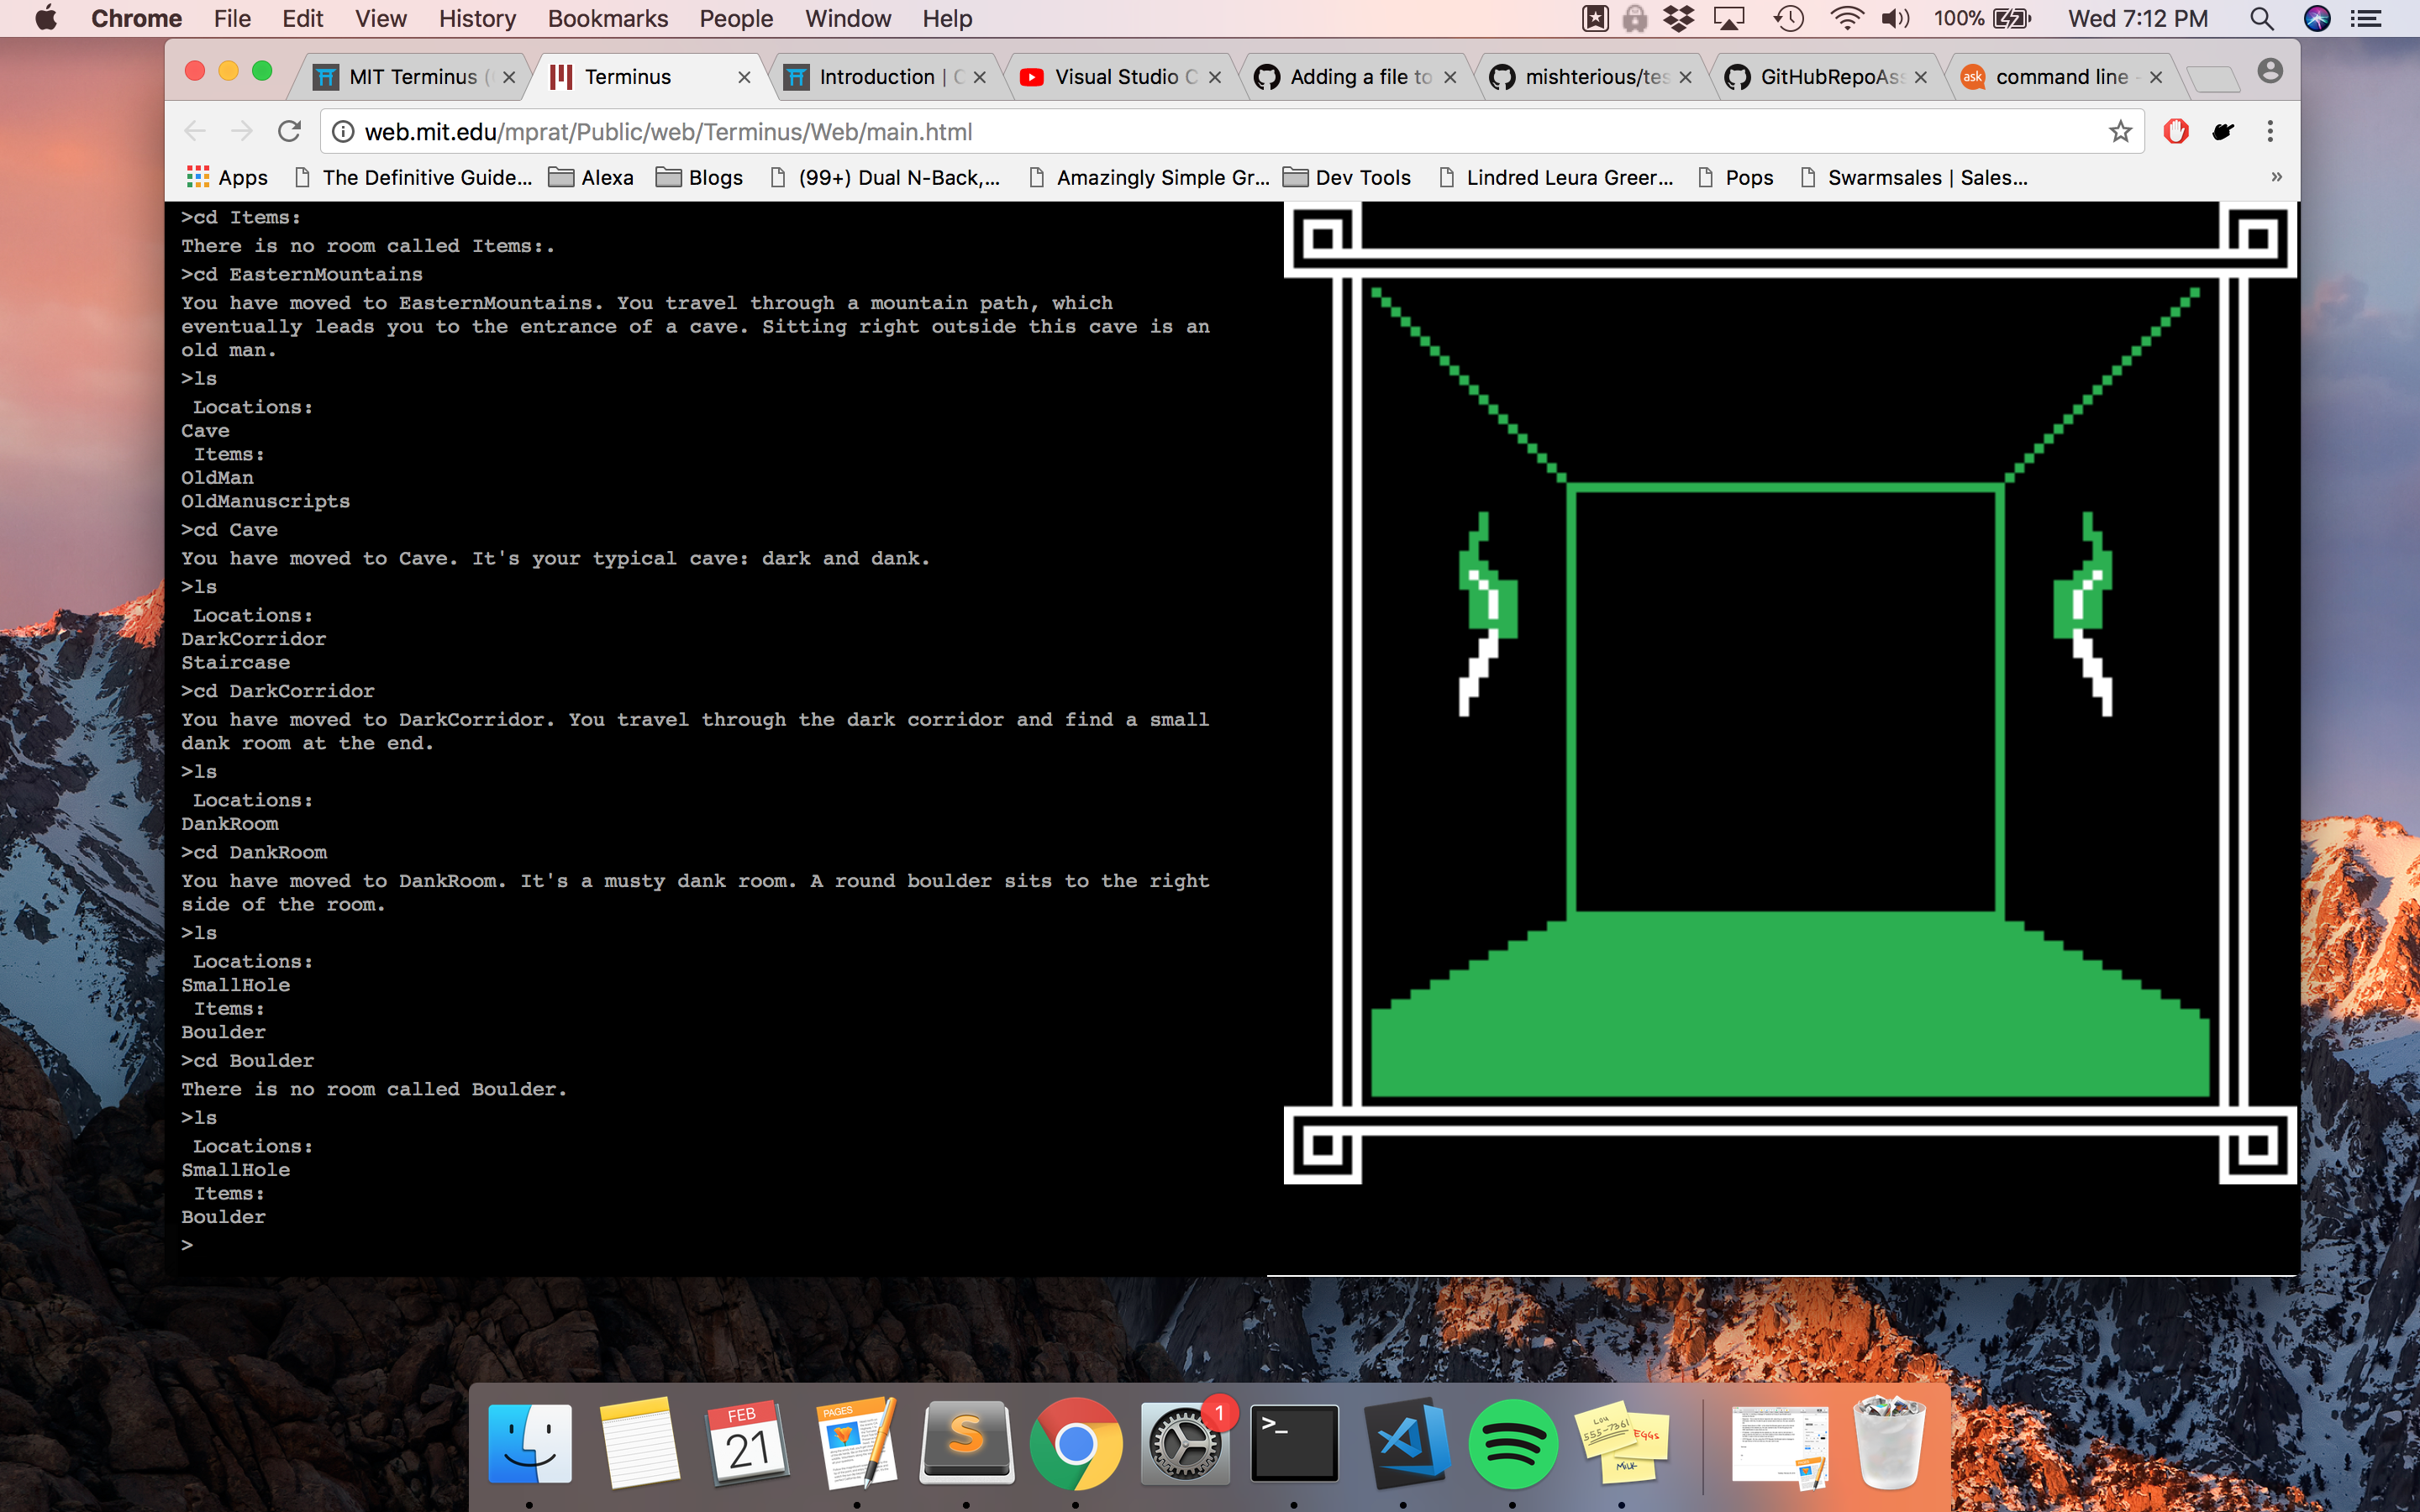 Chrome File Edit View History Bookmarks People Window Help 100% Wed 7:12 PM
MIT Terminus ( Terminus Introduction | C Visual Studio C Adding a file to mishterious/tes GitHubRepoAss ask command line -
web.mit.edu/mprat/Public/web/Terminus/Web/main.html
Apps The Definitive Guide... Alexa Blogs (99+) Dual N-Back,... Amazingly Simple Gr... Dev Tools Lindred Leura Greer... Pops Swarmsales | Sales... »
>cd Items:
There is no room called Items:.
>cd EasternMountains
You have moved to EasternMountains. You travel through a mountain path, which
eventually leads you to the entrance of a cave. Sitting right outside this cave is an
old man.
>ls
Locations:
Cave
Items:
OldMan
OldManuscripts
>cd Cave
You have moved to Cave. It's your typical cave: dark and dank.
>ls
Locations:
DarkCorridor
Staircase
>cd DarkCorridor
You have moved to DarkCorridor. You travel through the dark corridor and find a small
dank room at the end.
>ls
Locations:
DankRoom
>cd DankRoom
You have moved to DankRoom. It's a musty dank room. A round boulder sits to the right
side of the room.
>ls
Locations:
SmallHole
Items:
Boulder
>cd Boulder
There is no room called Boulder.
>ls
Locations:
SmallHole
Items:
Boulder
>
FEB
21
PAGES
S
1
>_
Lou
555-7361
EGGs
MILK